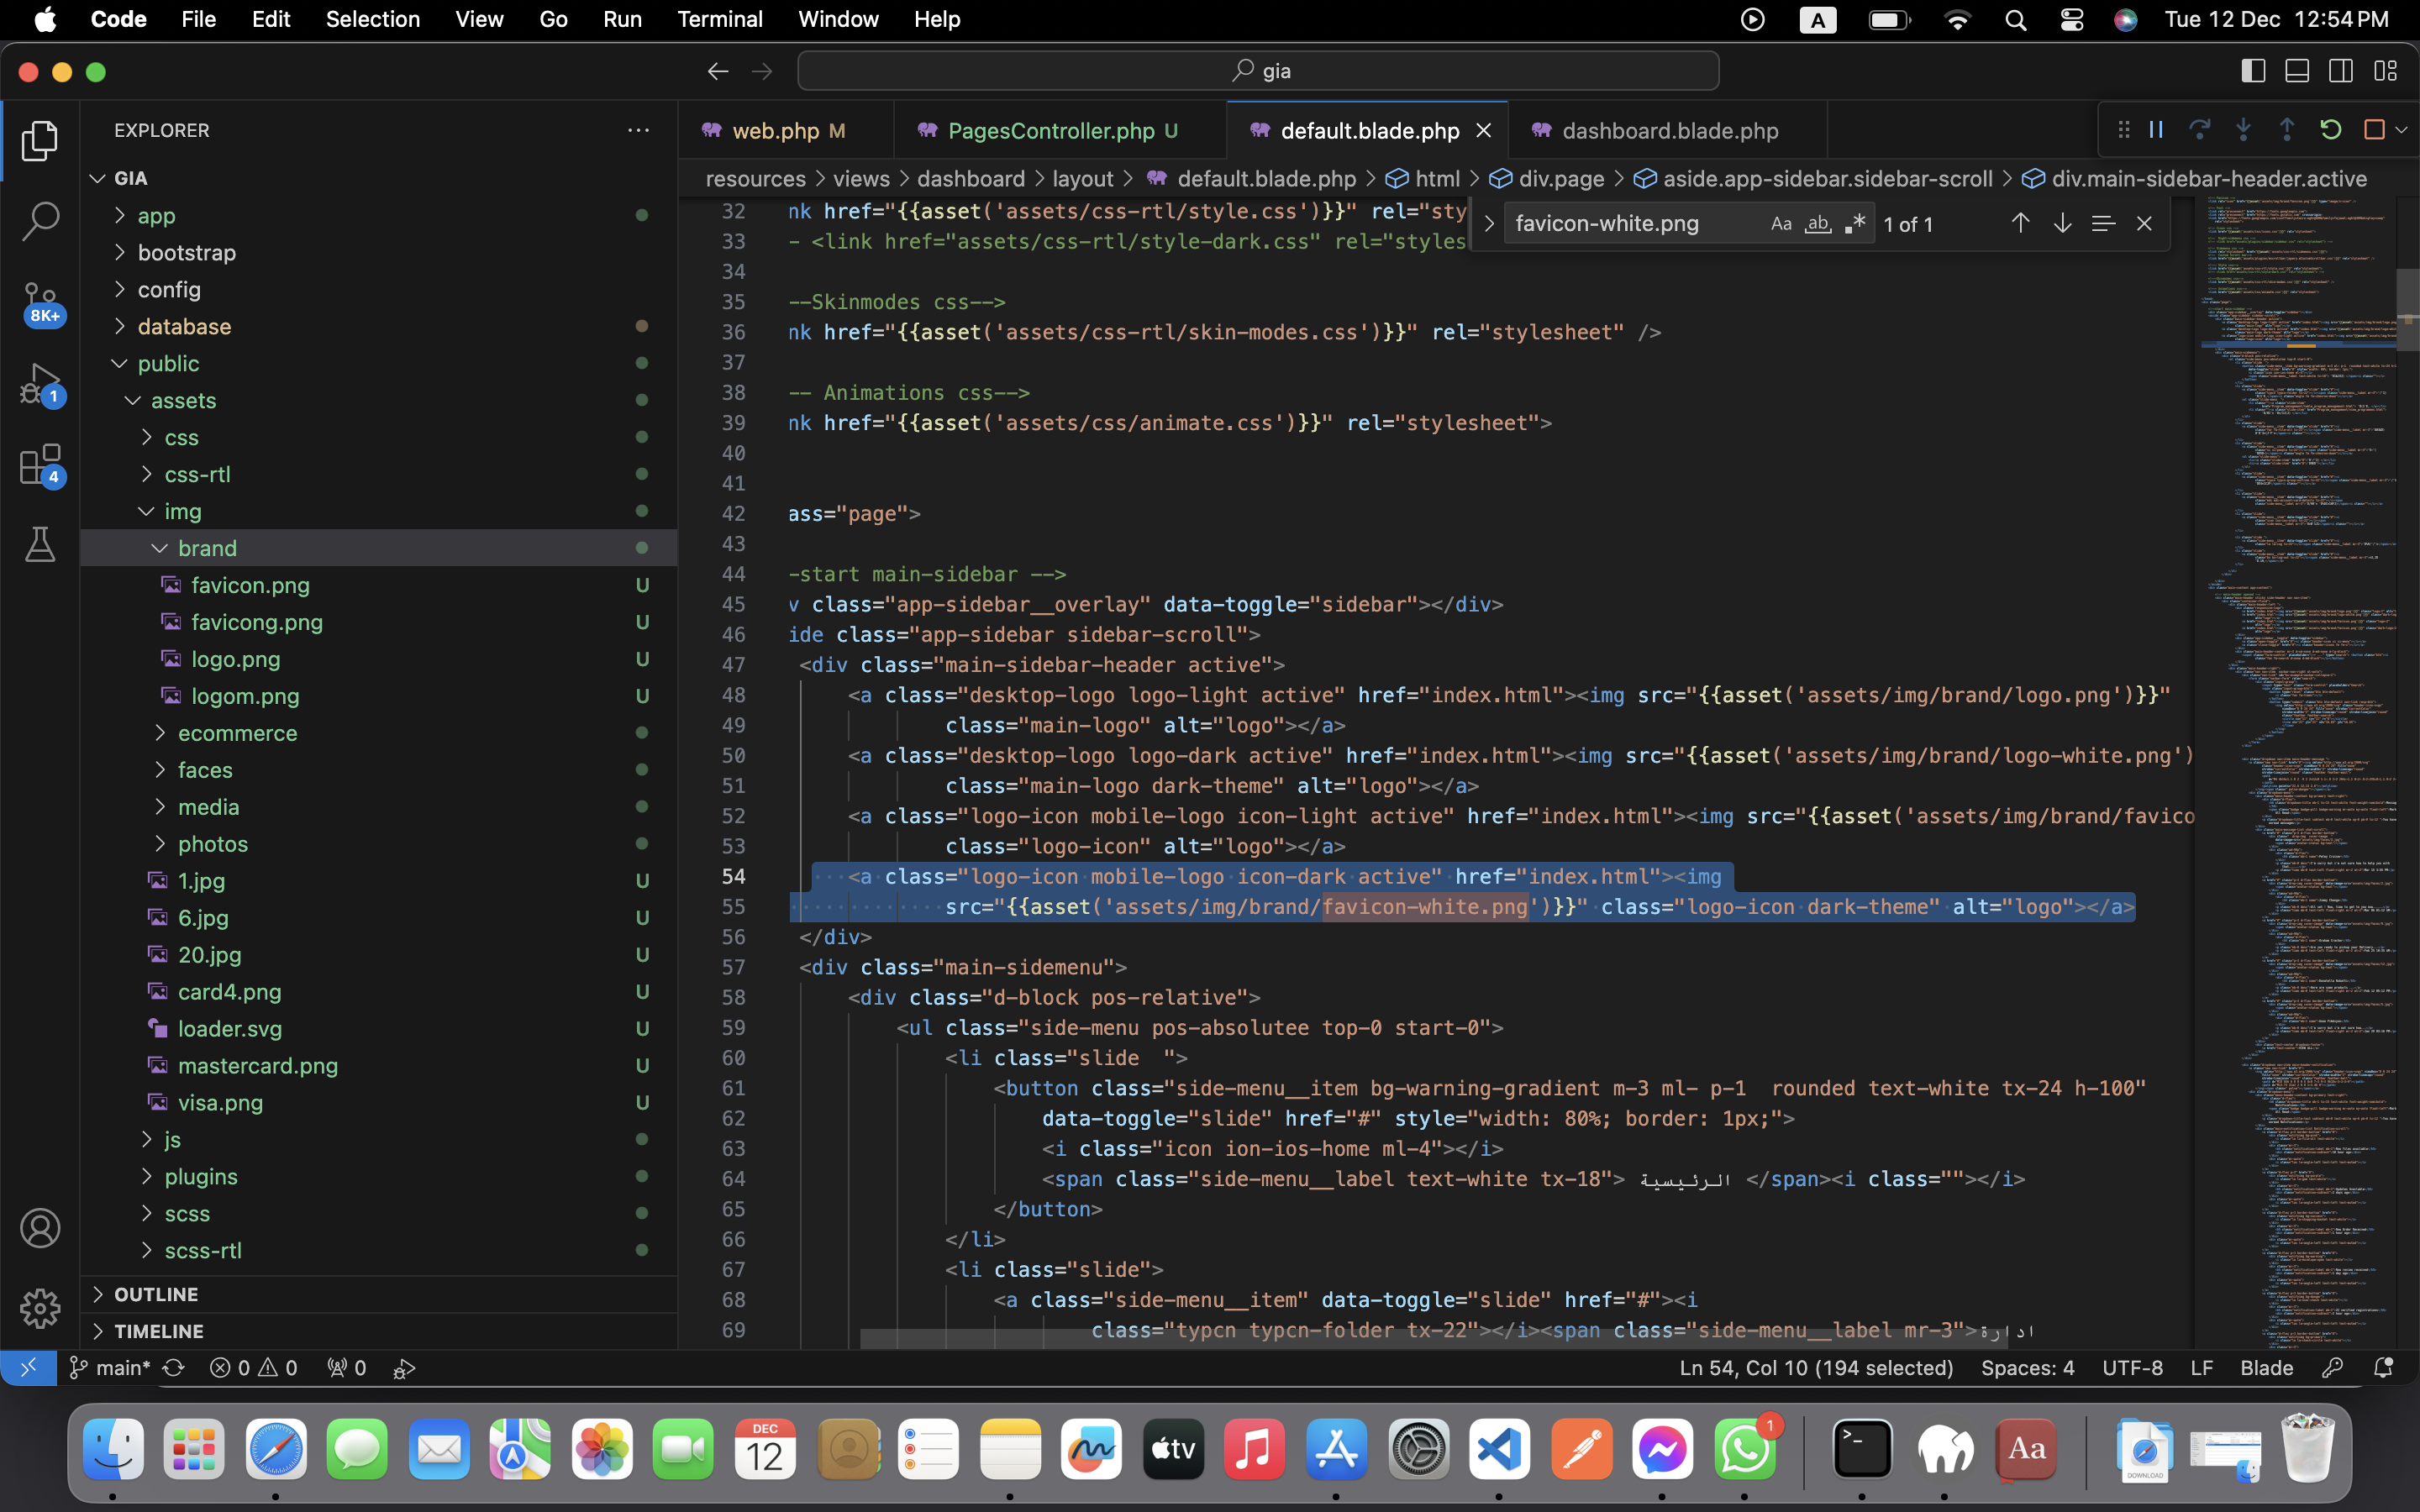 Code File Edit Selection View Go Run Terminal Window Help A Tue 12 Dec 12:54 PM
gia
EXPLORER
web.php M PagesController.php U default.blade.php dashboard.blade.php
resources > views > dashboard > layout > default.blade.php > html > div.page > aside.app-sidebar.sidebar-scroll > div.main-sidebar-header.active
favicon-white.png Aa ab .* 1 of 1
GIA
app
bootstrap
config
database
public
assets
css
css-rtl
img
brand
favicon.png U
favicong.png U
logo.png U
logom.png U
ecommerce
faces
media
photos
1.jpg U
6.jpg U
20.jpg U
card4.png U
loader.svg U
mastercard.png U
visa.png U
js
plugins
scss
scss-rtl
OUTLINE
TIMELINE
8K+
1
4
32 nk href="{{asset('assets/css-rtl/style.css')}}" rel="sty
33 - <link href="assets/css-rtl/style-dark.css" rel="styles
34
35 --Skinmodes css-->
36 nk href="{{asset('assets/css-rtl/skin-modes.css')}}" rel="stylesheet" />
37
38 -- Animations css-->
39 nk href="{{asset('assets/css/animate.css')}}" rel="stylesheet">
40
41
42 ass="page">
43
44 -start main-sidebar -->
45 v class="app-sidebar__overlay" data-toggle="sidebar"></div>
46 ide class="app-sidebar sidebar-scroll">
47 <div class="main-sidebar-header active">
48 <a class="desktop-logo logo-light active" href="index.html"><img src="{{asset('assets/img/brand/logo.png')}}"
49 class="main-logo" alt="logo"></a>
50 <a class="desktop-logo logo-dark active" href="index.html"><img src="{{asset('assets/img/brand/logo-white.png')
51 class="main-logo dark-theme" alt="logo"></a>
52 <a class="logo-icon mobile-logo icon-light active" href="index.html"><img src="{{asset('assets/img/brand/favico
53 class="logo-icon" alt="logo"></a>
54 <a class="logo-icon mobile-logo icon-dark active" href="index.html"><img
55 src="{{asset('assets/img/brand/favicon-white.png')}}" class="logo-icon dark-theme" alt="logo"></a>
56 </div>
57 <div class="main-sidemenu">
58 <div class="d-block pos-relative">
59 <ul class="side-menu pos-absolutee top-0 start-0">
60 <li class="slide  ">
61 <button class="side-menu__item bg-warning-gradient m-3 ml- p-1  rounded text-white tx-24 h-100"
62 data-toggle="slide" href="#" style="width: 80%; border: 1px;">
63 <i class="icon ion-ios-home ml-4"></i>
64 <span class="side-menu__label text-white tx-18"> الرئيسية </span><i class=""></i>
65 </button>
66 </li>
67 <li class="slide">
68 <a class="side-menu__item" data-toggle="slide" href="#"><i
69 class="typcn typcn-folder tx-22"></i><span class="side-menu__label mr-3">ادارة
main* 0 0 0 Ln 54, Col 10 (194 selected) Spaces: 4 UTF-8 LF Blade
DEC
12
tv
1
>_
Aa
DOWNLOAD